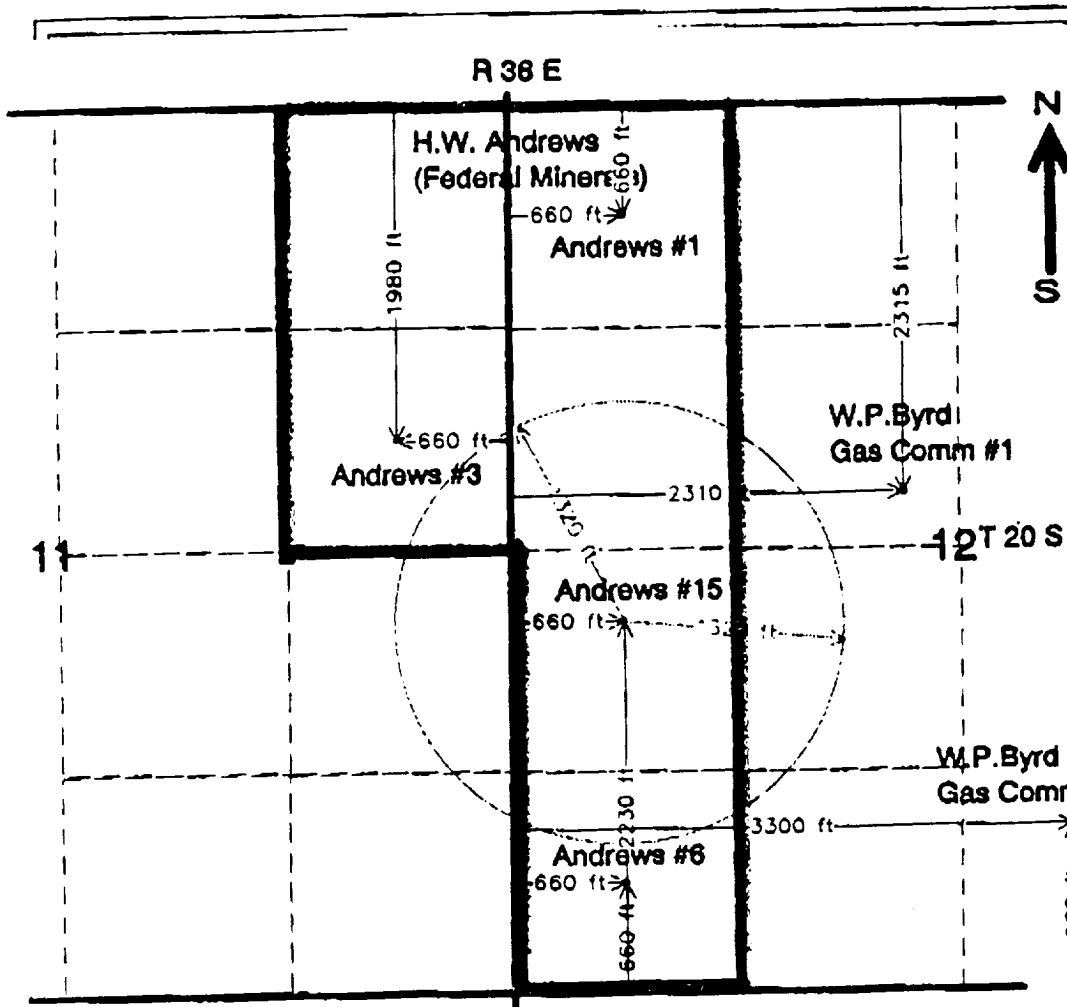 R 36 E
N
S
H.W. Andrews
(Federal
660 ft
660 ft
Andrews #1
1980 ft
2315 ft
W.P.Byrd
Gas Comm #1
660 ft
Andrews #3
2310
11
12
T 20 S
Andrews #15
660 ft
ft
W.P.Byrd
Gas Comm
2230 ft
3300 ft
Andrews #6
660 ft
660 ft